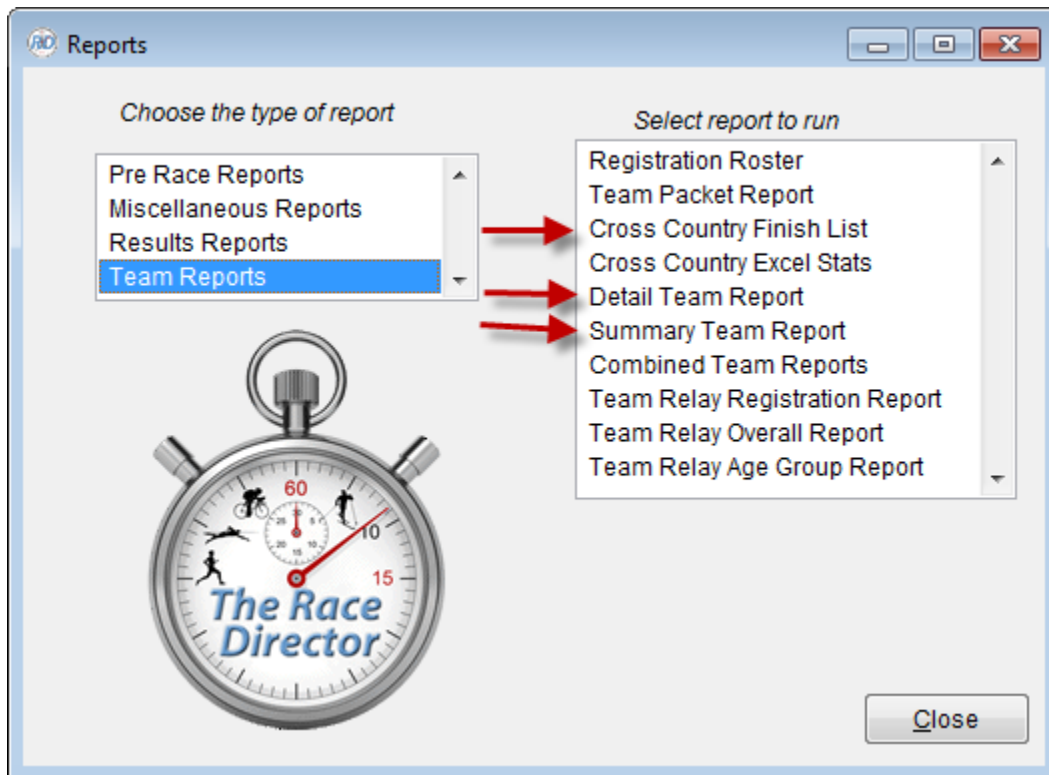 Reports
Choose the type of report
Pre Race Reports
Miscellaneous Reports
Results Reports
Team Reports
Select report to run
Registration Roster
Team Packet Report
Cross Country Finish List
Cross Country Excel Stats
Detail Team Report
Summary Team Report
Combined Team Reports
Team Relay Registration Report
Team Relay Overall Report
Team Relay Age Group Report
60
10
15
The Race
Director
Close